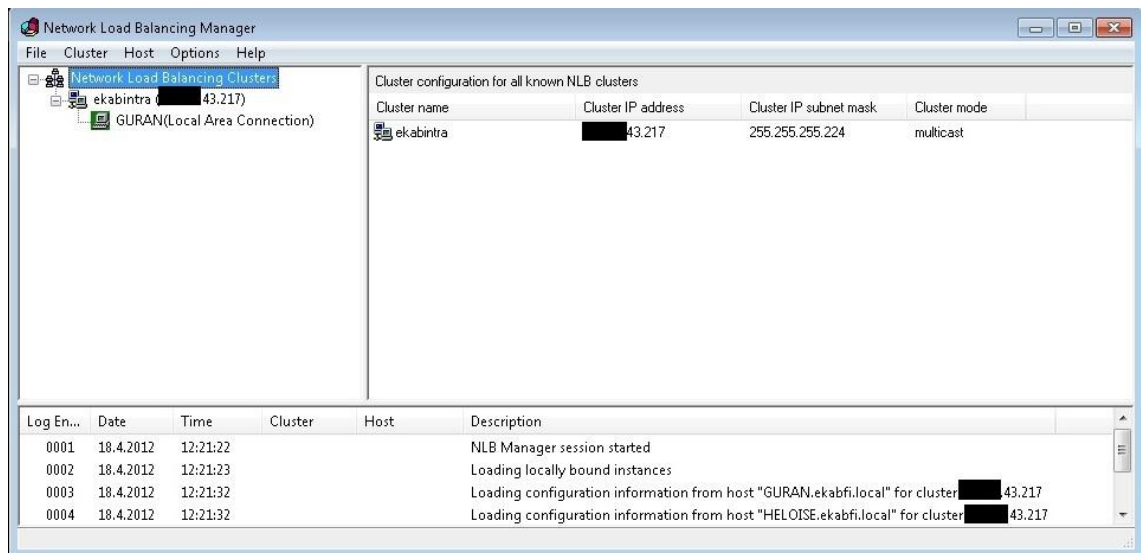 Network Load Balancing Manager
File Cluster Host Options Help
Network Load Balancing Clusters
ekabintra ( 43.217)
GURAN(Local Area Connection)
Cluster configuration for all known NLB clusters
Cluster name Cluster IP address Cluster IP subnet mask Cluster mode
ekabintra 43.217 255.255.255.224 multicast
Log En... Date Time Cluster Host Description
0001 18.4.2012 12:21:22 NLB Manager session started
0002 18.4.2012 12:21:23 Loading locally bound instances
0003 18.4.2012 12:21:32 Loading configuration information from host "GURAN.ekabfi.local" for cluster .43.217
0004 18.4.2012 12:21:32 Loading configuration information from host "HELOISE.ekabfi.local" for cluster 43.217